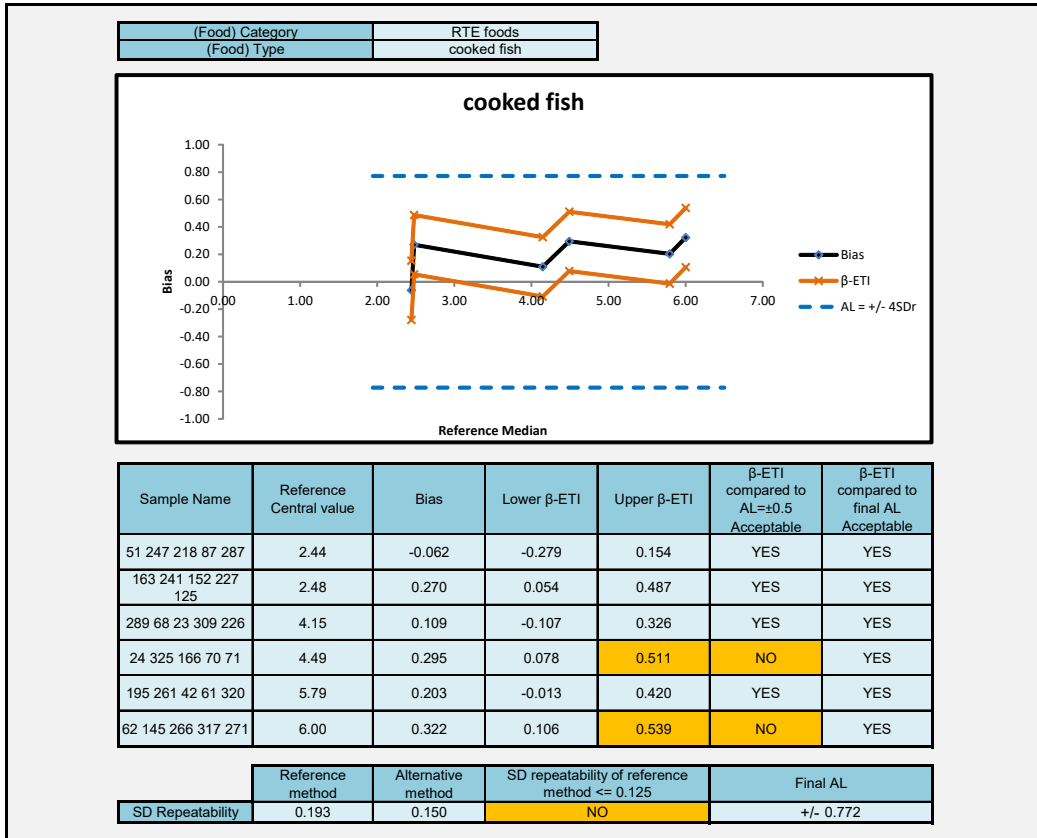 (Food) Category RTE foods
(Food) Type cooked fish
cooked fish
1.00
0.80
0.60
0.40
0.20
0.00
-0.20
-0.40
-0.60
-0.80
-1.00
0.00 1.00 2.00 3.00 4.00 5.00 6.00 7.00
Bias
Reference Median
Bias
β-ETI
AL = +/- 4SDr
Sample Name Reference Central value Bias Lower β-ETI Upper β-ETI β-ETI compared to AL=±0.5 Acceptable β-ETI compared to final AL Acceptable
51 247 218 87 287 2.44 -0.062 -0.279 0.154 YES YES
163 241 152 227 125 2.48 0.270 0.054 0.487 YES YES
289 68 23 309 226 4.15 0.109 -0.107 0.326 YES YES
24 325 166 70 71 4.49 0.295 0.078 0.511 NO YES
195 261 42 61 320 5.79 0.203 -0.013 0.420 YES YES
62 145 266 317 271 6.00 0.322 0.106 0.539 NO YES
Reference method Alternative method SD repeatability of reference method <= 0.125 Final AL
SD Repeatability 0.193 0.150 NO +/- 0.772